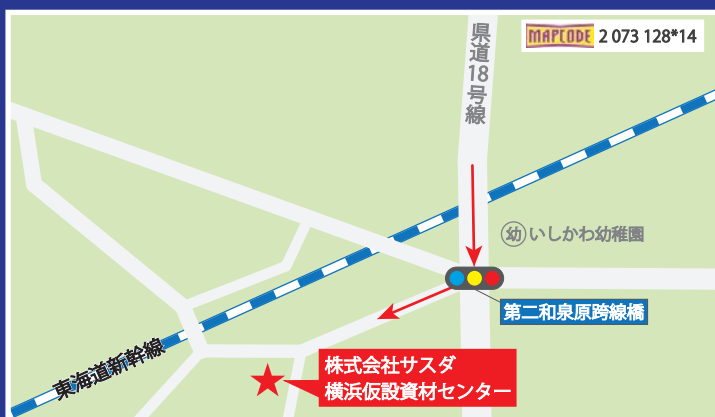 県道18号線
MAPCODE 2 073 128*14
幼 いしかわ幼稚園
第二和泉原跨線橋
東海道新幹線
株式会社サスダ
横浜仮設資材センター